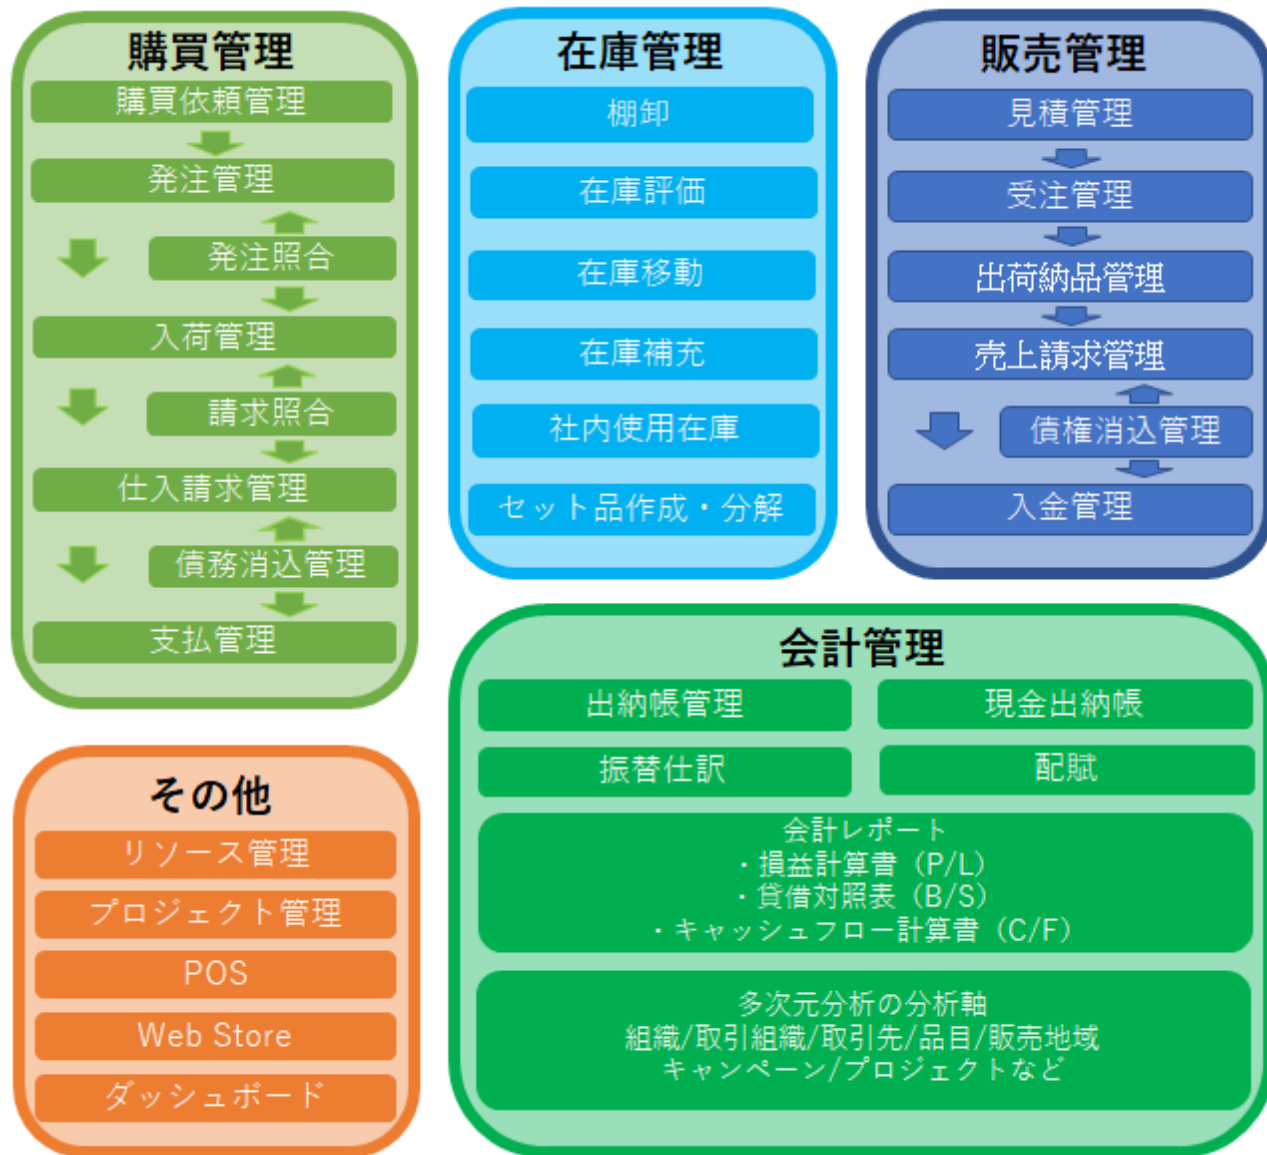 購買管理
購買依頼管理
発注管理
発注照合
入荷管理
請求照合
仕入請求管理
債務消込管理
支払管理
在庫管理
棚卸
在庫評価
在庫移動
在庫補充
社内使用在庫
セット品作成・分解
販売管理
見積管理
受注管理
出荷納品管理
売上請求管理
債権消込管理
入金管理
その他
リソース管理
プロジェクト管理
POS
Web Store
ダッシュボード
会計管理
出納帳管理
現金出納帳
振替仕訳
配賦
会計レポート
・損益計算書（P/L）
・貸借対照表（B/S）
・キャッシュフロー計算書（C/F）
多次元分析の分析軸
組織/取引組織/取引先/品目/販売地域
キャンペーン/プロジェクトなど